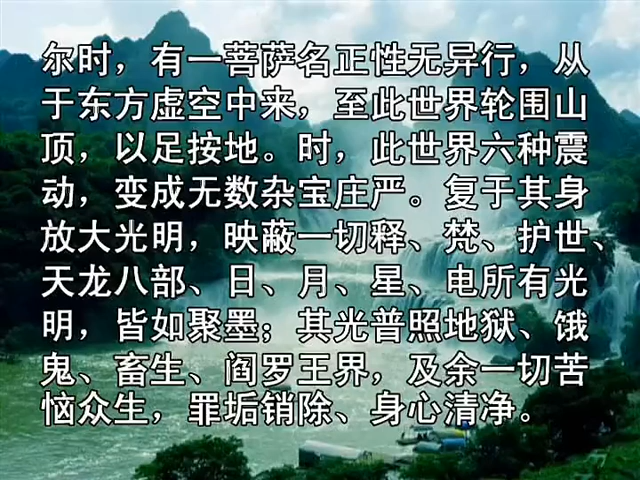 尔时，有一菩萨名正性无异行，从
于东方虚空中来，至此世界轮围山
顶，以足按地。时，此世界六种震
动，变成无数杂宝庄严。复于其身
放大光明，映蔽一切释、梵、护世、
天龙八部、日、月、星、电所有光
明，皆如聚墨；其光普照地狱、饿
鬼、畜生、阎罗王界，及余一切苦
恼众生，罪垢销除、身心清净。